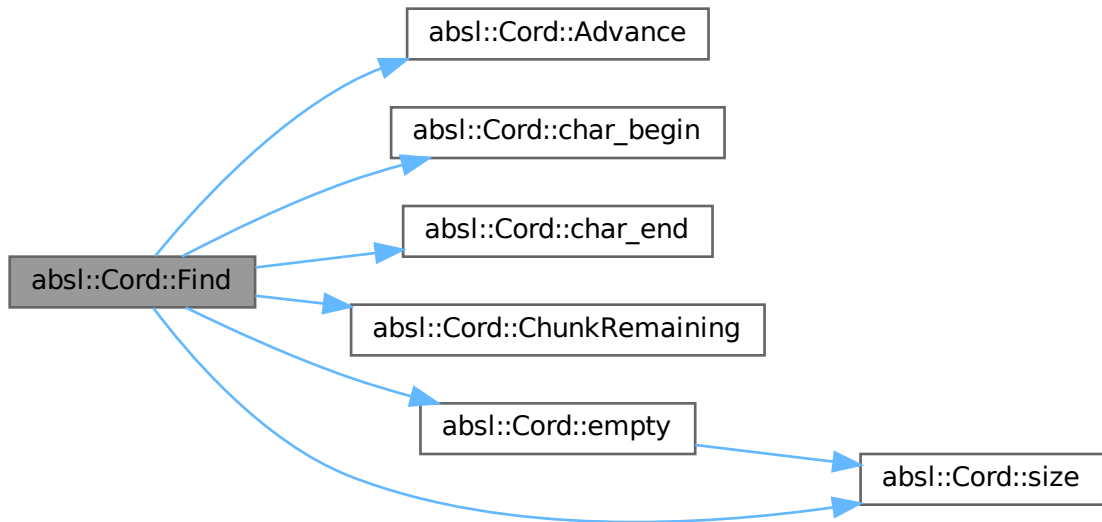 absl::Cord::Advance
absl::Cord::char_begin
absl::Cord::char_end
absl::Cord::Find
absl::Cord::ChunkRemaining
absl::Cord::empty
absl::Cord::size